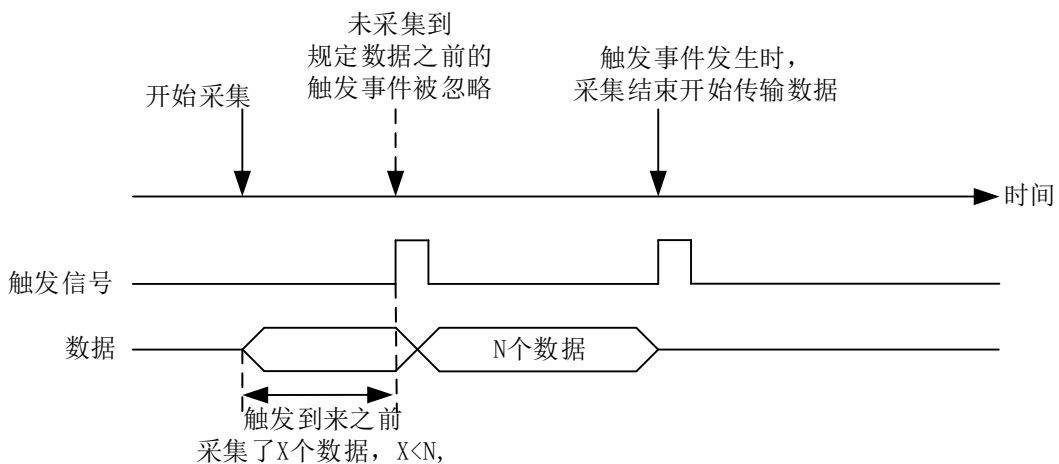 未采集到
规定数据之前的
触发事件被忽略
触发事件发生时，
采集结束开始传输数据
开始采集
时间
触发信号
数据
N个数据
触发到来之前
采集了X个数据，X<N，